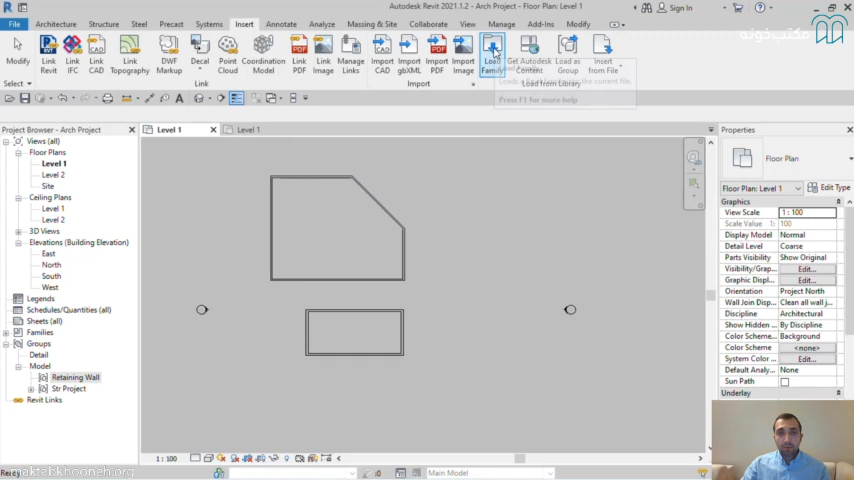 Autodesk Revit 2021.1.2 - Arch Project - Floor Plan: Level 1
Sign In
File Architecture Structure Steel Precast Systems Insert Annotate Analyze Massing & Site Collaborate View Manage Add-Ins Modify
مکتب‌خونه
Modify
Link Revit
Link IFC
Link CAD
Link Topography
DWF Markup
Decal
Point Cloud
Coordination Model
Link PDF
Link Image
Manage Links
Import CAD
Import gbXML
Import PDF
Import Image
Load Family
Get Autodesk Content
Load as Group
Insert from File
Select
Link
Import
Load from Library
Press F1 for more help
Project Browser - Arch Project
Views (all)
Floor Plans
Level 1
Level 2
Site
Ceiling Plans
Level 1
Level 2
3D Views
Elevations (Building Elevation)
East
North
South
West
Legends
Schedules/Quantities (all)
Sheets (all)
Families
Groups
Detail
Model
Retaining Wall
Str Project
Revit Links
Level 1
Level 1
Properties
Floor Plan
Floor Plan: Level 1
Edit Type
Graphics
View Scale 1 : 100
Scale Value 1: 100
Display Model Normal
Detail Level Coarse
Parts Visibility Show Original
Visibility/Grap... Edit...
Graphic Displ... Edit...
Orientation Project North
Wall Join Disp... Clean all wall j...
Discipline Architectural
Show Hidden ... By Discipline
Color Scheme ... Background
Color Scheme <none>
System Color ... Edit...
Default Analy... None
Sun Path
Underlay
1 : 100
Ready
maktabkhooneh.org
:0
Main Model